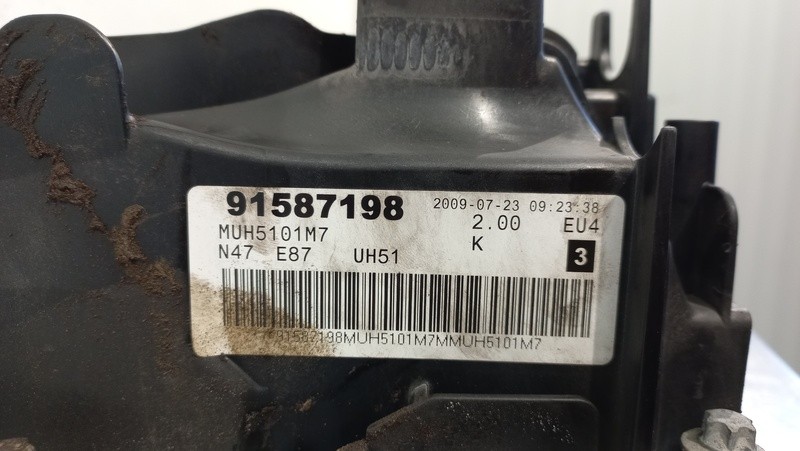 91587198 2009-07-23 09:23:38
MUH5101M7 2.00 EU4
N47 E87 UH51 K 3
91587198MUH5101M7MMUH5101M7